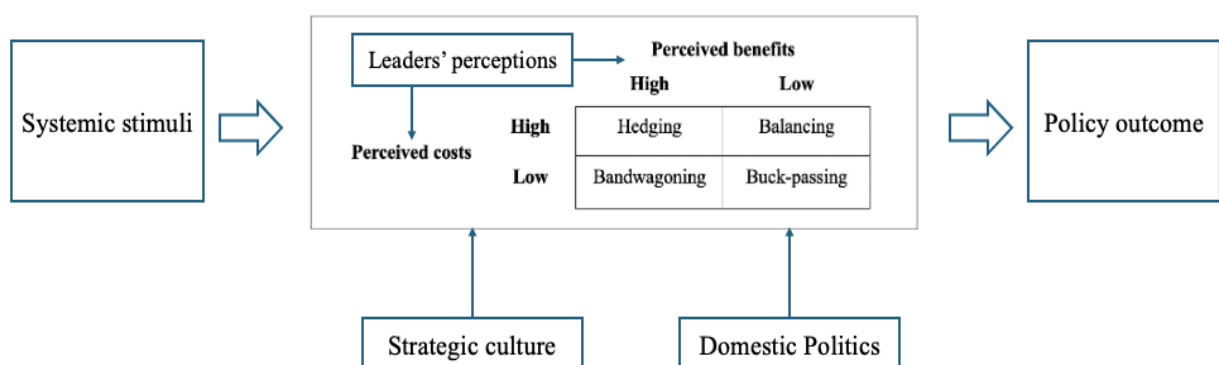 Systemic stimuli
Leaders’ perceptions
Perceived benefits
High Low
Perceived costs
High Hedging Balancing
Low Bandwagoning Buck-passing
Policy outcome
Strategic culture
Domestic Politics